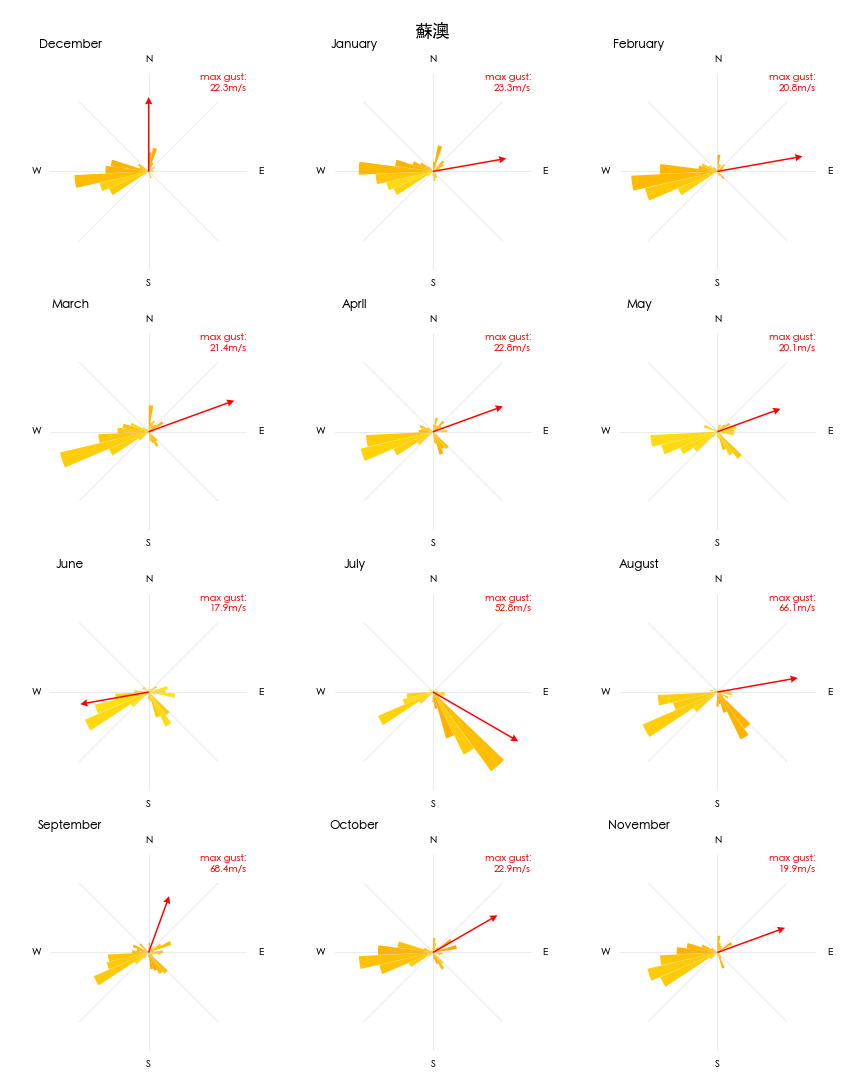 蘇澳
December
January
February
N
N
N
max gust:
22.3m/s
max gust:
23.3m/s
max gust:
20.8m/s
W
E
W
E
W
E
S
S
S
March
April
May
N
N
N
max gust:
21.4m/s
max gust:
22.8m/s
max gust:
20.1m/s
W
E
W
E
W
E
S
S
S
June
July
August
N
N
N
max gust:
17.9m/s
max gust:
52.8m/s
max gust:
66.1m/s
W
E
W
E
W
E
S
S
S
September
October
November
N
N
N
max gust:
68.4m/s
max gust:
22.9m/s
max gust:
19.9m/s
W
E
W
E
W
E
S
S
S